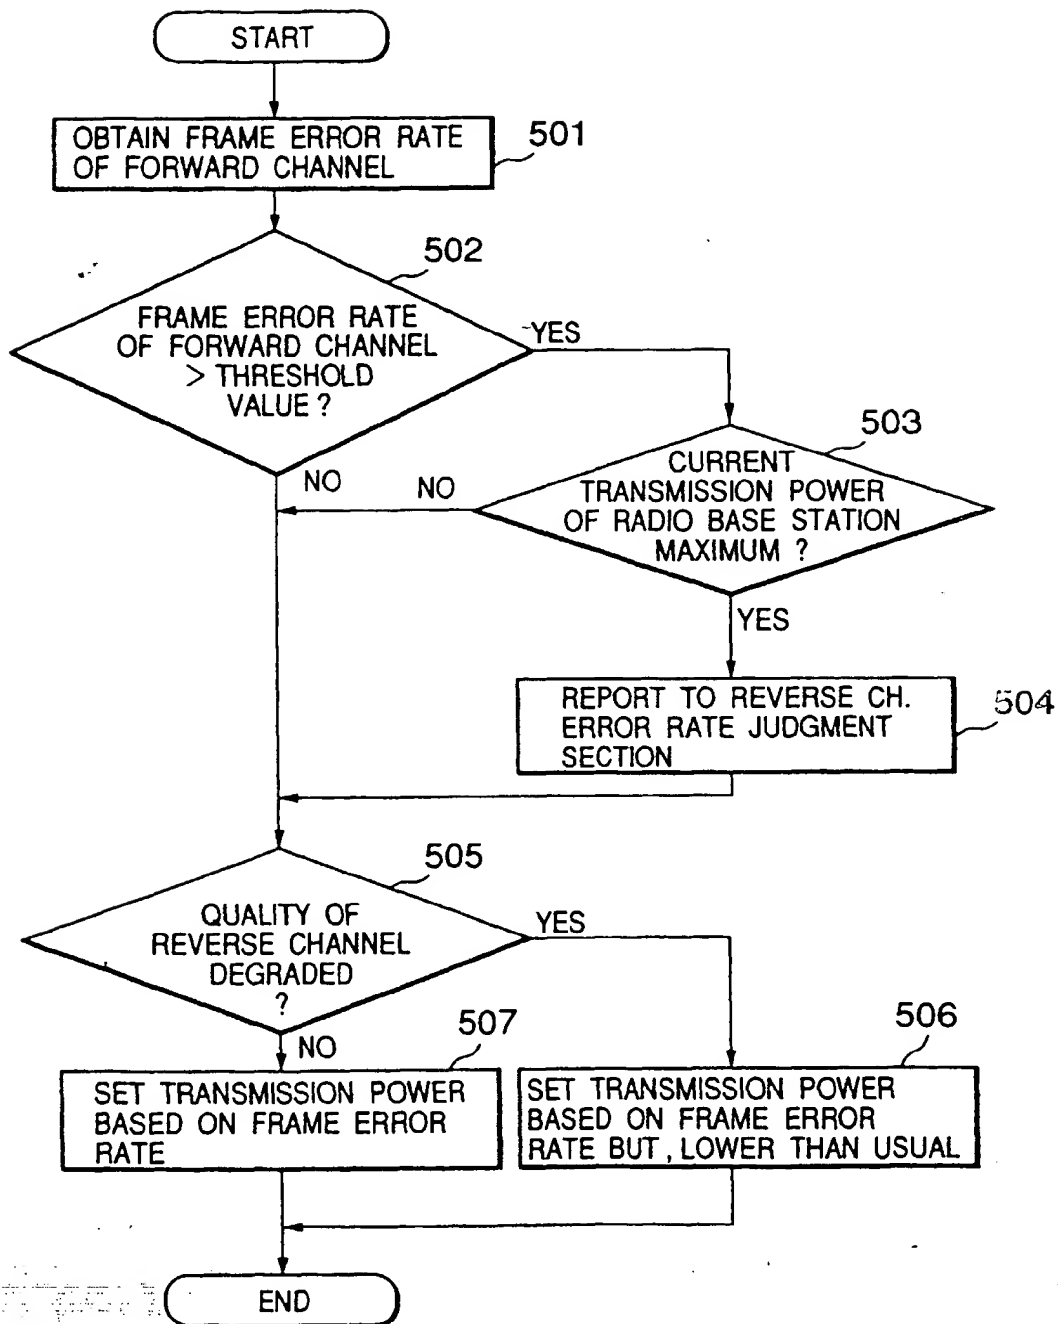 START
OBTAIN FRAME ERROR RATE
OF FORWARD CHANNEL
501
502
FRAME ERROR RATE
OF FORWARD CHANNEL
> THRESHOLD
VALUE ?
YES
NO
503
CURRENT
TRANSMISSION POWER
OF RADIO BASE STATION
MAXIMUM ?
NO
YES
REPORT TO REVERSE CH.
ERROR RATE JUDGMENT
SECTION
504
505
QUALITY OF
REVERSE CHANNEL
DEGRADED
?
YES
NO
507
SET TRANSMISSION POWER
BASED ON FRAME ERROR
RATE
506
SET TRANSMISSION POWER
BASED ON FRAME ERROR
RATE BUT, LOWER THAN USUAL
END